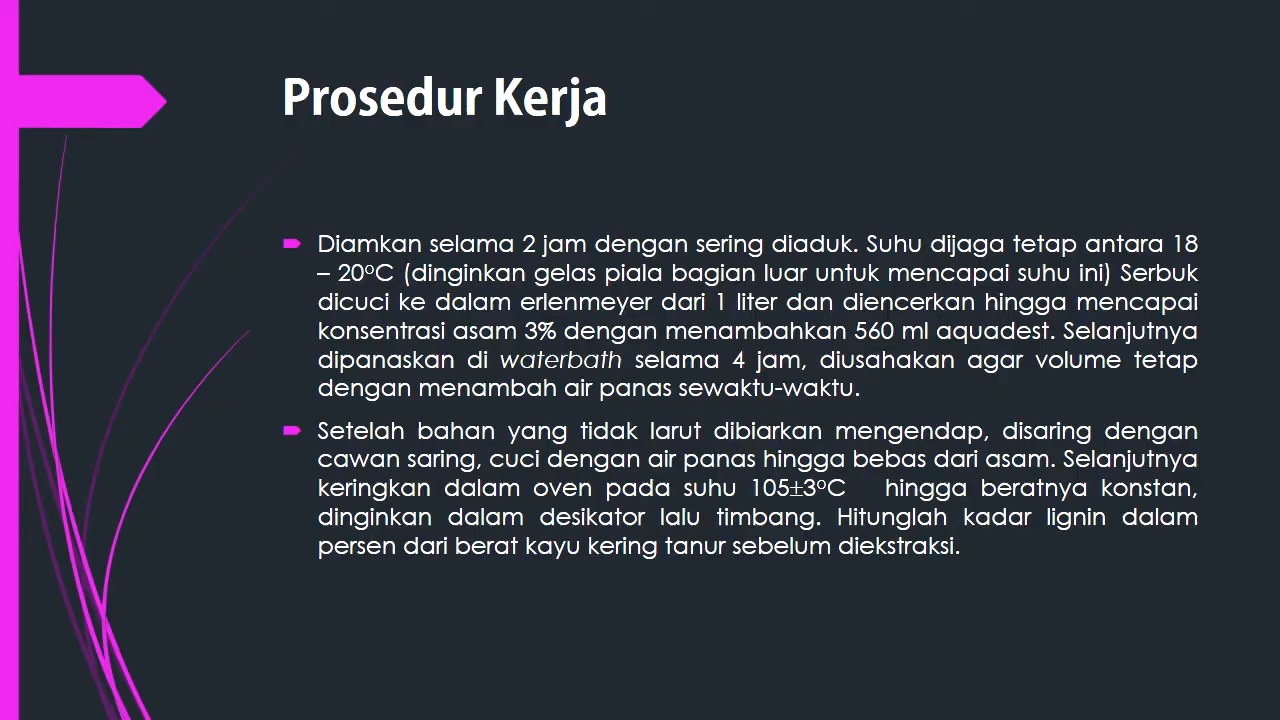 Prosedur Kerja
Diamkan selama 2 jam dengan sering diaduk. Suhu dijaga tetap antara 18
– 20ᵒC (dinginkan gelas piala bagian luar untuk mencapai suhu ini) Serbuk
dicuci ke dalam erlenmeyer dari 1 liter dan diencerkan hingga mencapai
konsentrasi asam 3% dengan menambahkan 560 ml aquadest. Selanjutnya
dipanaskan di waterbath selama 4 jam, diusahakan agar volume tetap
dengan menambah air panas sewaktu-waktu.
Setelah bahan yang tidak larut dibiarkan mengendap, disaring dengan
cawan saring, cuci dengan air panas hingga bebas dari asam. Selanjutnya
keringkan dalam oven pada suhu 105±3ᵒC hingga beratnya konstan,
dinginkan dalam desikator lalu timbang. Hitunglah kadar lignin dalam
persen dari berat kayu kering tanur sebelum diekstraksi.